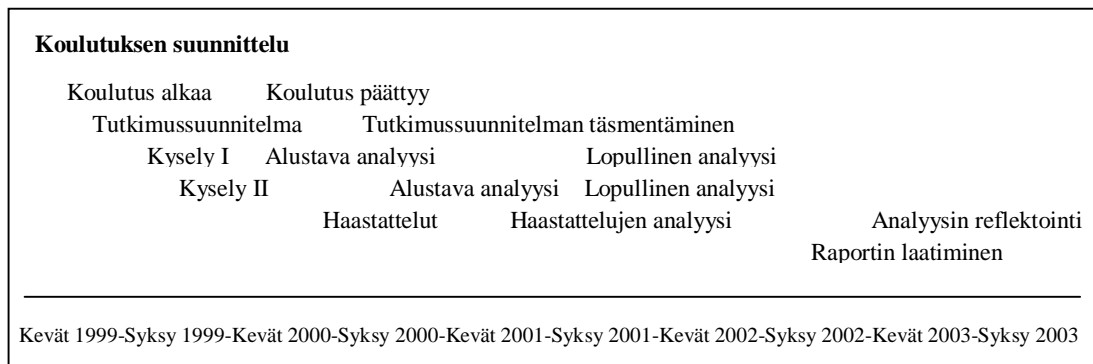 Koulutuksen suunnittelu
Koulutus alkaa Koulutus päättyy
Tutkimussuunnitelma Tutkimussuunnitelman täsmentäminen
Kysely I Alustava analyysi Lopullinen analyysi
Kysely II Alustava analyysi Lopullinen analyysi
Haastattelut Haastattelujen analyysi Analyysin reflektointi
Raportin laatiminen
Kevät 1999-Syksy 1999-Kevät 2000-Syksy 2000-Kevät 2001-Syksy 2001-Kevät 2002-Syksy 2002-Kevät 2003-Syksy 2003